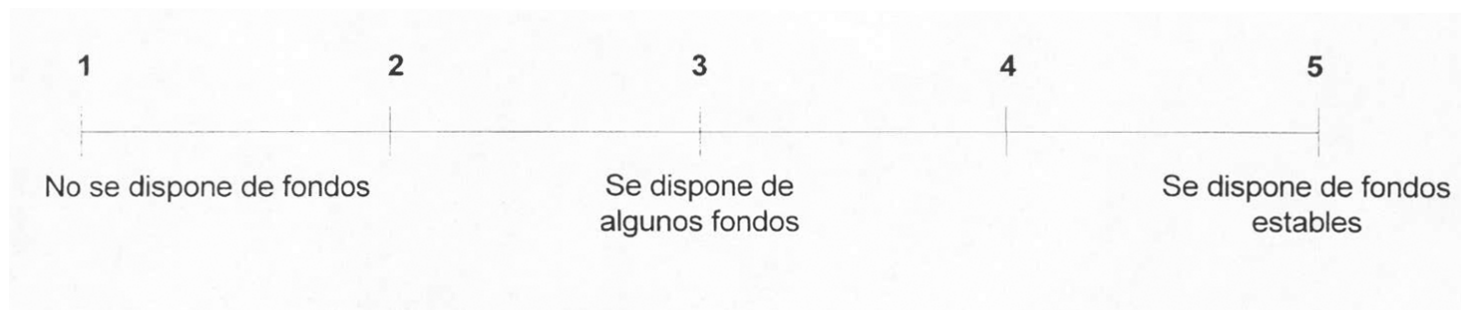 1 2 3 4 5
No se dispone de fondos Se dispone de Se dispone de fondos
algunos fondos estables